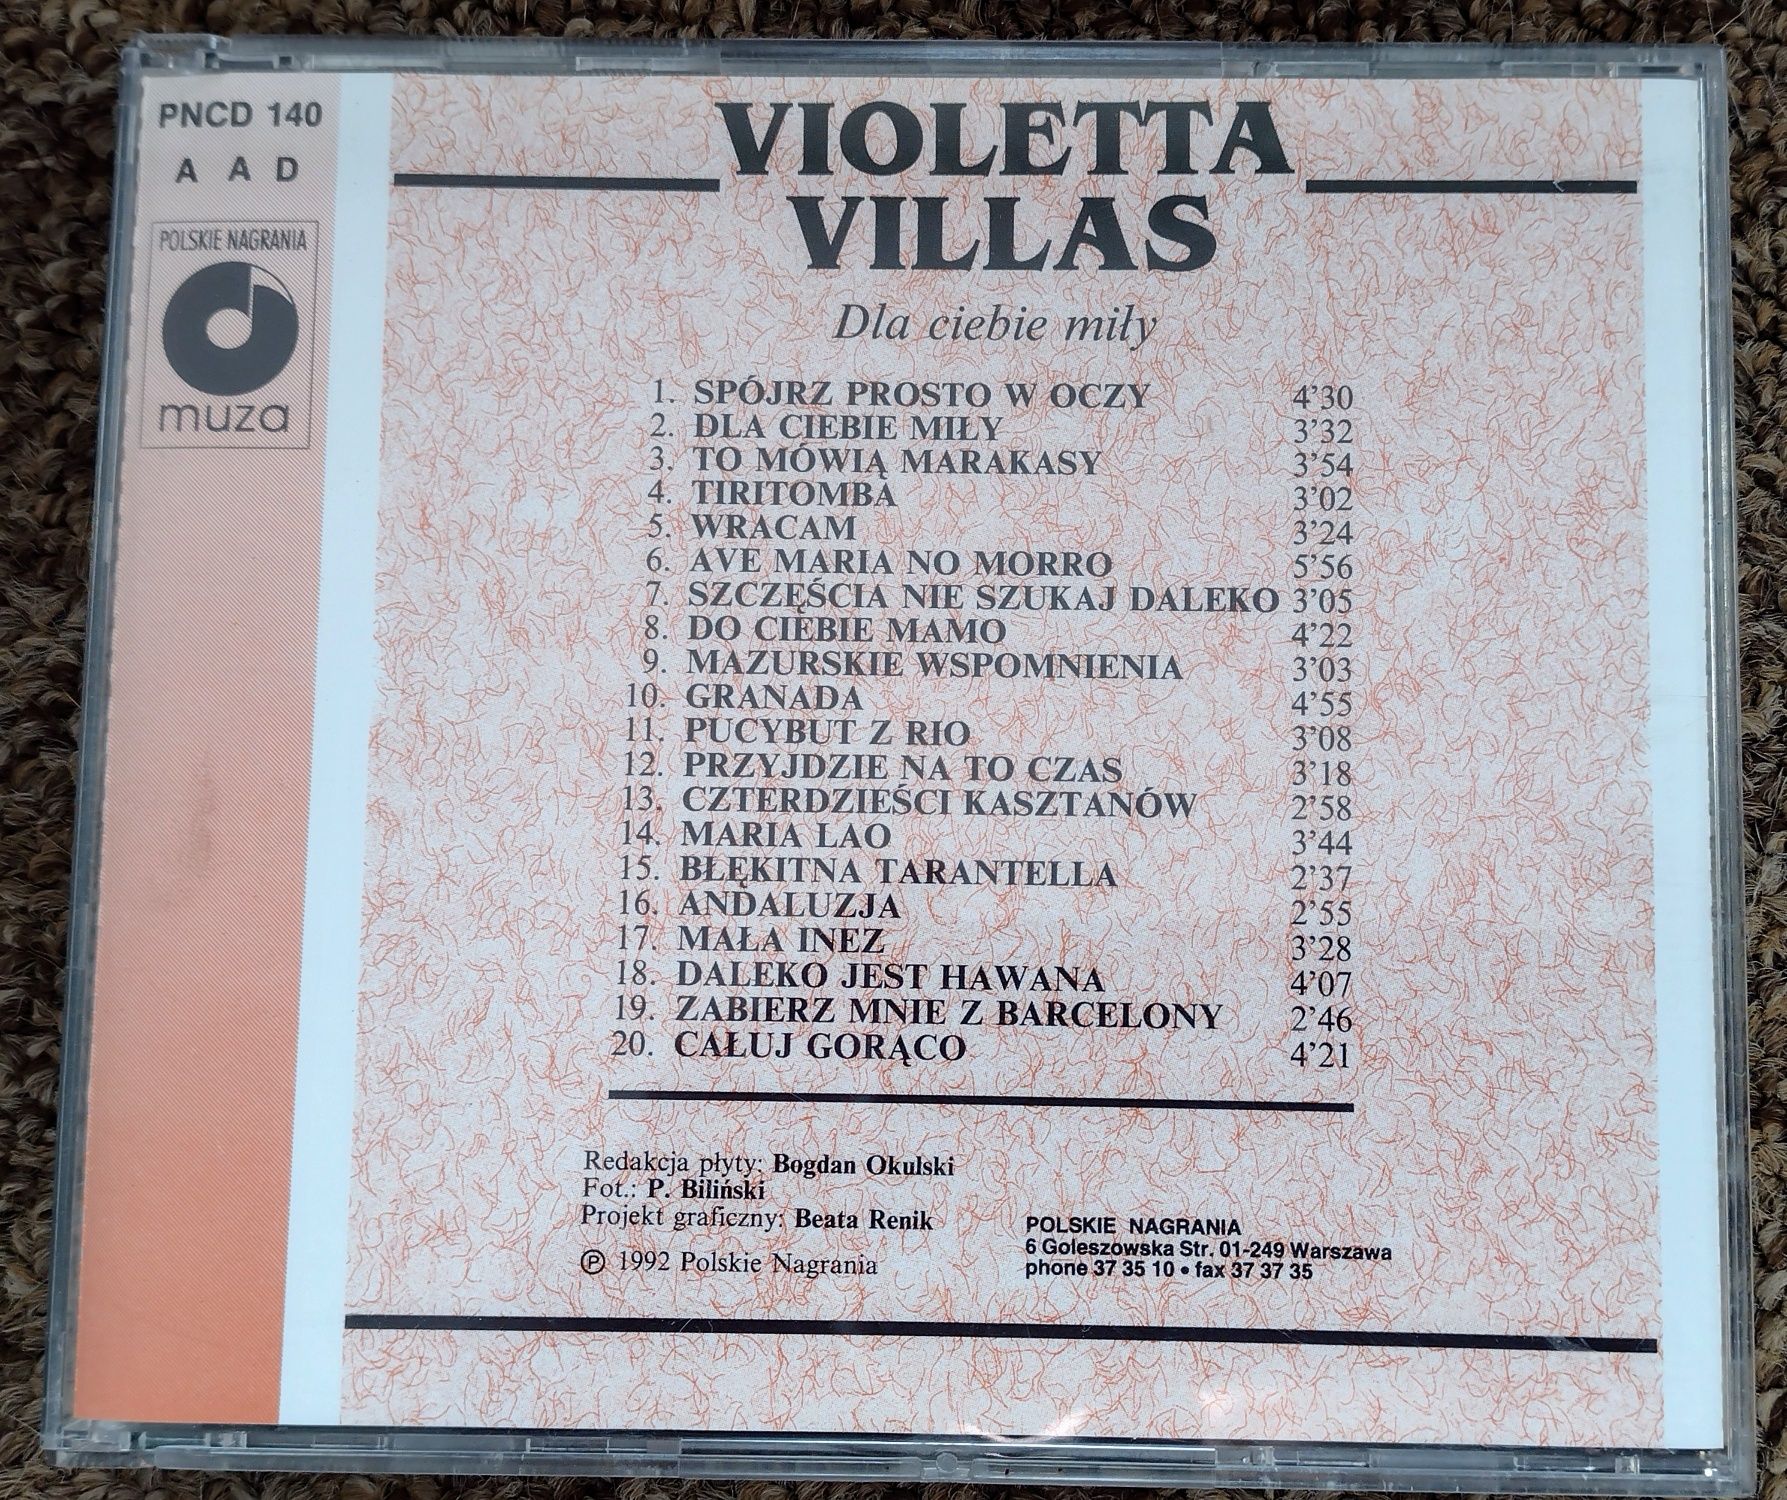 PNCD 140
A A D
POLSKIE NAGRANIA
muza
VIOLETTA
VILLAS
Dla ciebie miły
1. SPÓJRZ PROSTO W OCZY 4'30
2. DLA CIEBIE MIŁY 3'32
3. TO MÓWIĄ MARAKASY 3'54
4. TIRITOMBA 3'02
5. WRACAM 3'24
6. AVE MARIA NO MORRO 5'56
7. SZCZĘŚCIA NIE SZUKAJ DALEKO 3'05
8. DO CIEBIE MAMO 4'22
9. MAZURSKIE WSPOMNIENIA 3'03
10. GRANADA 4'55
11. PUCYBUT Z RIO 3'08
12. PRZYJDZIE NA TO CZAS 3'18
13. CZTERDZIEŚCI KASZTANÓW 2'58
14. MARIA LAO 3'44
15. BŁĘKITNA TARANTELLA 2'37
16. ANDALUZJA 2'55
17. MAŁA INEZ 3'28
18. DALEKO JEST HAWANA 4'07
19. ZABIERZ MNIE Z BARCELONY 2'46
20. CAŁUJ GORĄCO 4'21
Redakcja płyty: Bogdan Okulski
Fot.: P. Biliński
Projekt graficzny: Beata Renik
Ⓟ 1992 Polskie Nagrania
POLSKIE NAGRANIA
6 Goleszowska Str. 01-249 Warszawa
phone 37 35 10 • fax 37 37 35